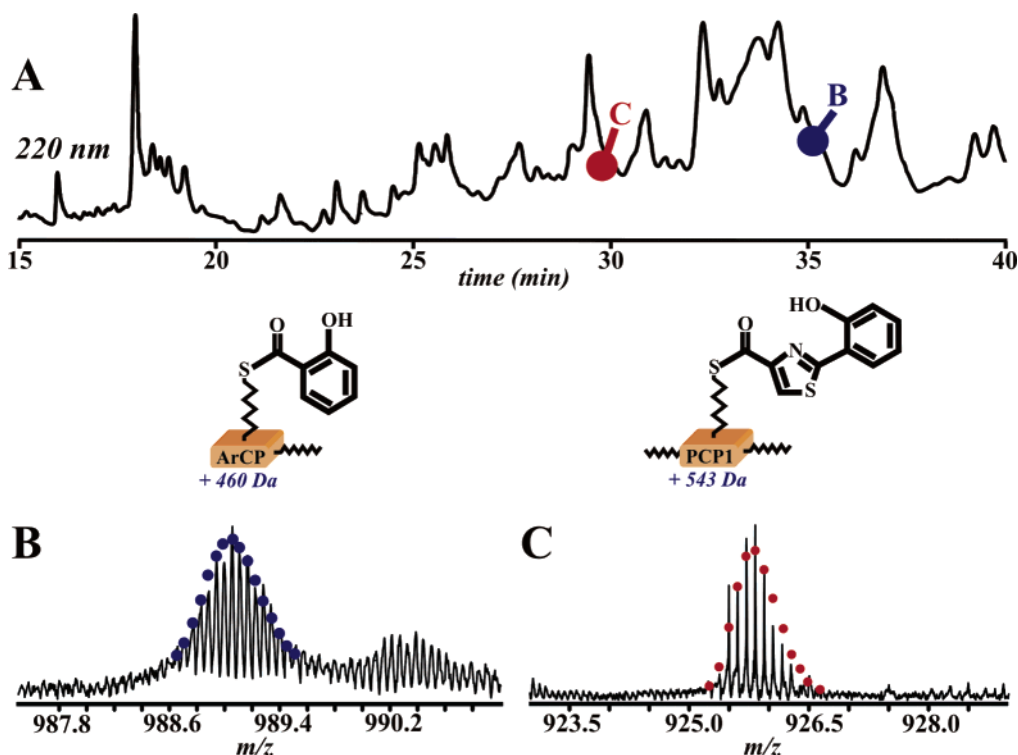 A
220 nm
C
B
15 20 25 30 35 40
time (min)
O OH
S
ArCP
+ 460 Da
HO
O
N
S
S
PCP1
+ 543 Da
B
987.8 988.6 989.4 990.2
m/z
C
923.5 925.0 926.5 928.0
m/z